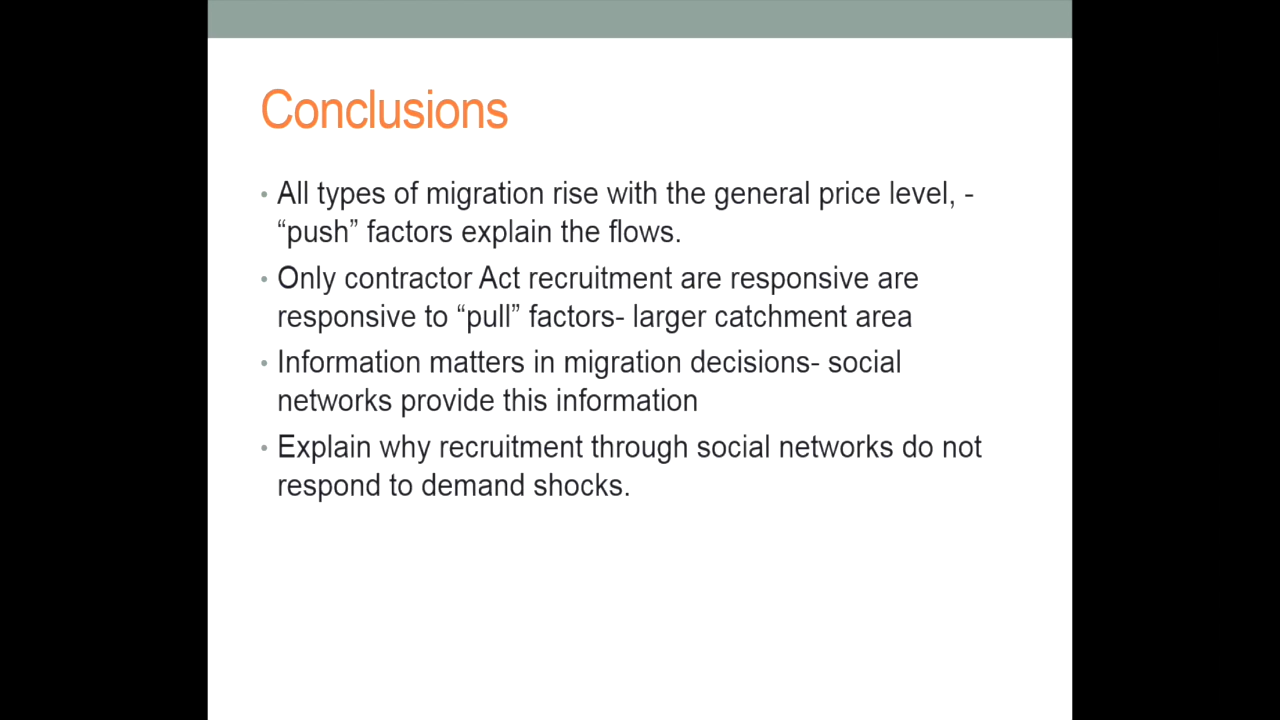 Conclusions
• All types of migration rise with the general price level, -
“push” factors explain the flows.
• Only contractor Act recruitment are responsive are
responsive to “pull” factors- larger catchment area
• Information matters in migration decisions- social
networks provide this information
• Explain why recruitment through social networks do not
respond to demand shocks.